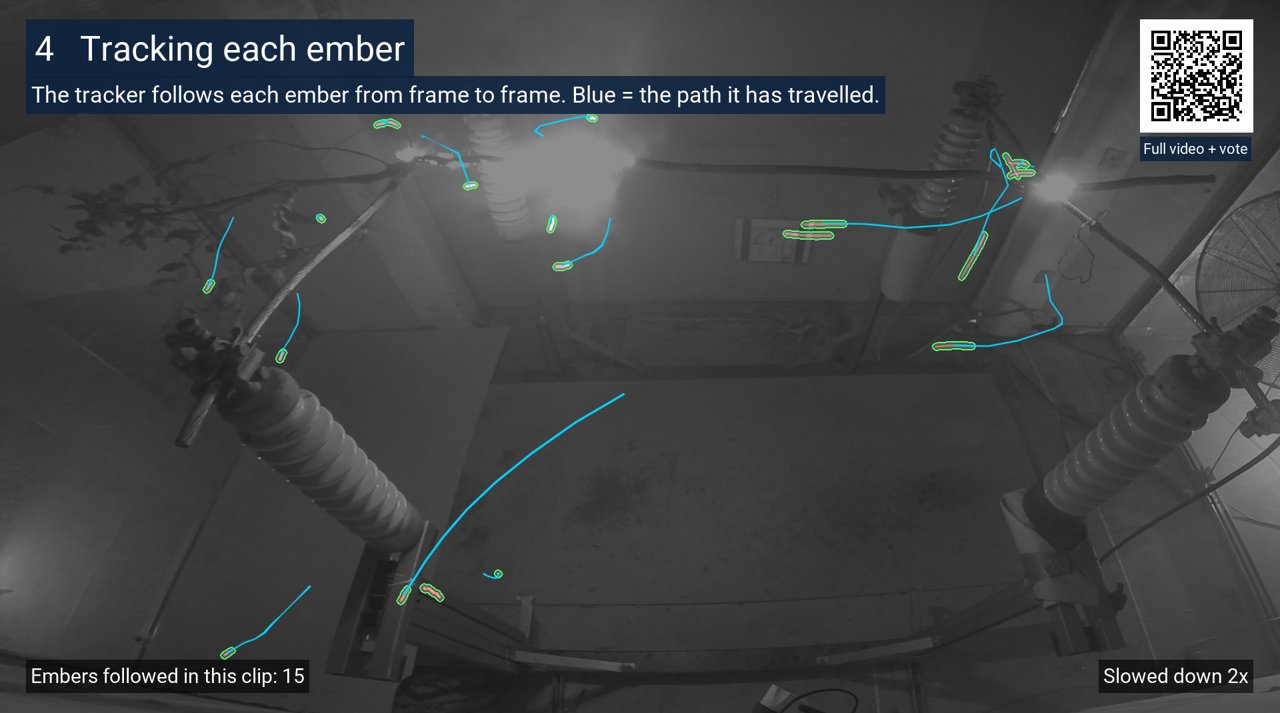 4 Tracking each ember
The tracker follows each ember from frame to frame. Blue = the path it has travelled.
Full video + vote
Embers followed in this clip: 15
Slowed down 2x